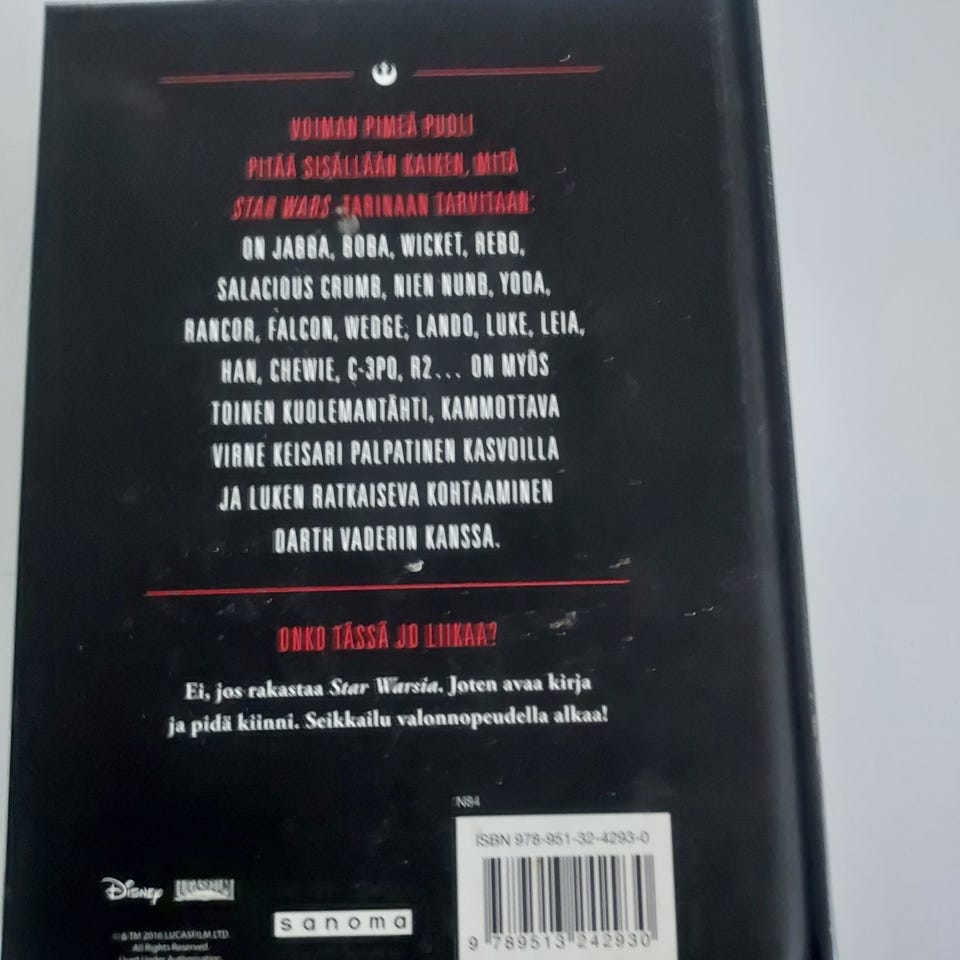 VOIMAN PIMEÄ PUOLI
PITÄÄ SISÄLLÄÄN KAIKEN, MITÄ
STAR WARS -TARINAAN TARVITAAN:
ON JABBA, BOBA, WICKET, REBO,
SALACIOUS CRUMB, NIEN NUNB, YODA,
RANCOR, FALCON, WEDGE, LANDO, LUKE, LEIA,
HAN, CHEWIE, C-3PO, R2... ON MYÖS
TOINEN KUOLEMANTÄHTI, KAMMOTTAVA
VIRNE KEISARI PALPATINEN KASVOILLA
JA LUKEN RATKAISEVA KOHTAAMINEN
DARTH VADERIN KANSSA.
ONKO TÄSSÄ JO LIIKAA?
Ei, jos rakastaa Star Warsia. Joten avaa kirja
ja pidä kiinni. Seikkailu valonnopeudella alkaa!
N84
ISBN 978-951-32-4293-0
DISNEY LUCASFILM
sanoma
© & TM 2016 LUCASFILM LTD.
All Rights Reserved.
Used Under Authorisation
9 789513 242930